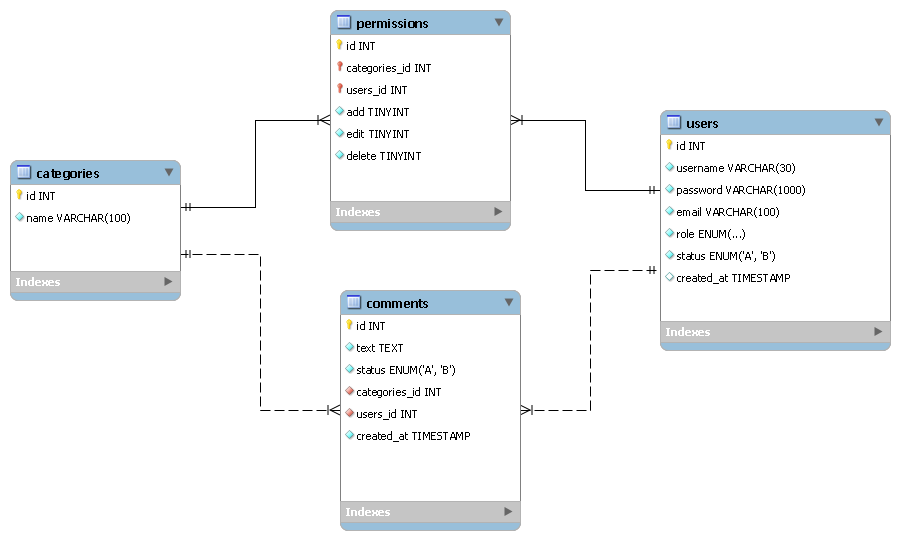 permissions
id INT
categories_id INT
users_id INT
add TINYINT
edit TINYINT
delete TINYINT
Indexes
users
id INT
username VARCHAR(30)
password VARCHAR(1000)
email VARCHAR(100)
role ENUM(...)
status ENUM('A', 'B')
created_at TIMESTAMP
Indexes
categories
id INT
name VARCHAR(100)
Indexes
comments
id INT
text TEXT
status ENUM('A', 'B')
categories_id INT
users_id INT
created_at TIMESTAMP
Indexes